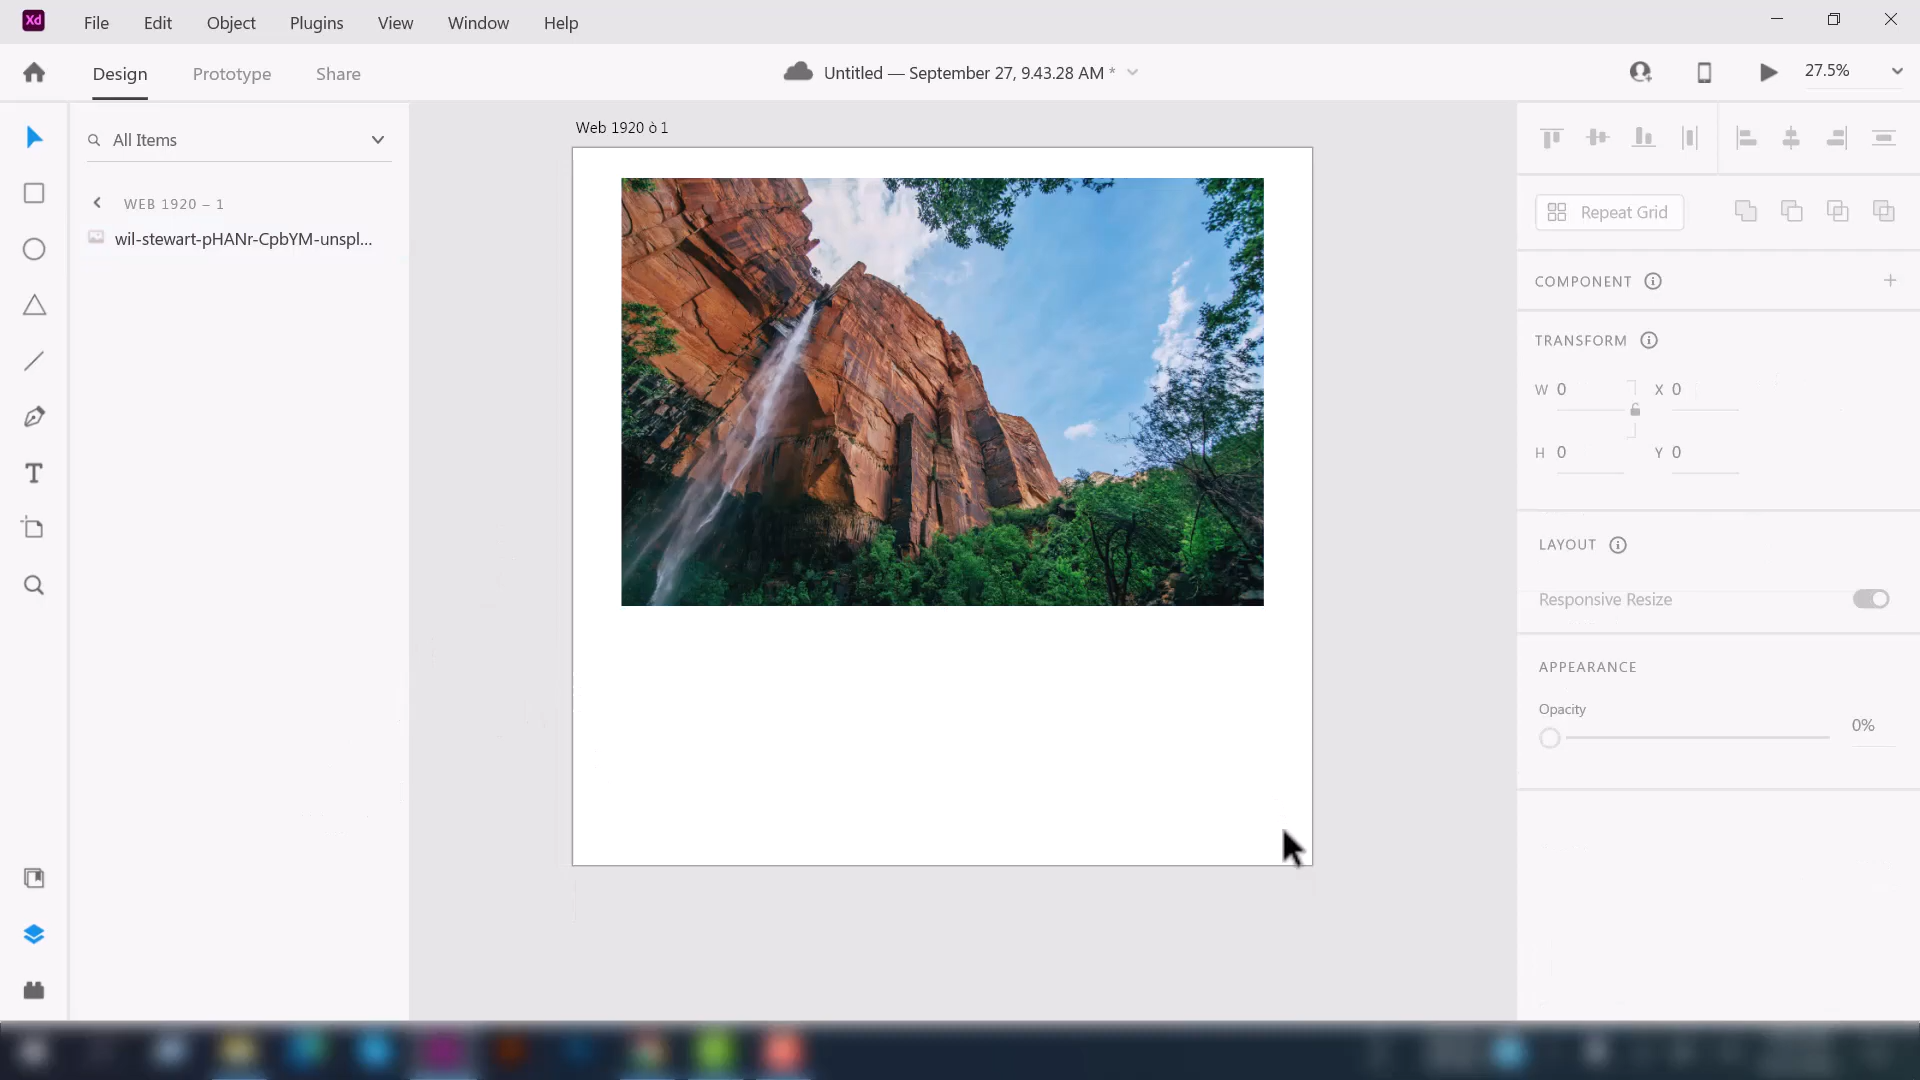 Xd File Edit Object Plugins View Window Help
Design Prototype Share
Untitled — September 27, 9.43.28 AM *
27.5%
All Items
WEB 1920 – 1
wil-stewart-pHANr-CpbYM-unspl...
Web 1920 ò 1
Repeat Grid
COMPONENT
TRANSFORM
W 0 X 0
H 0 Y 0
LAYOUT
Responsive Resize
APPEARANCE
Opacity
0%